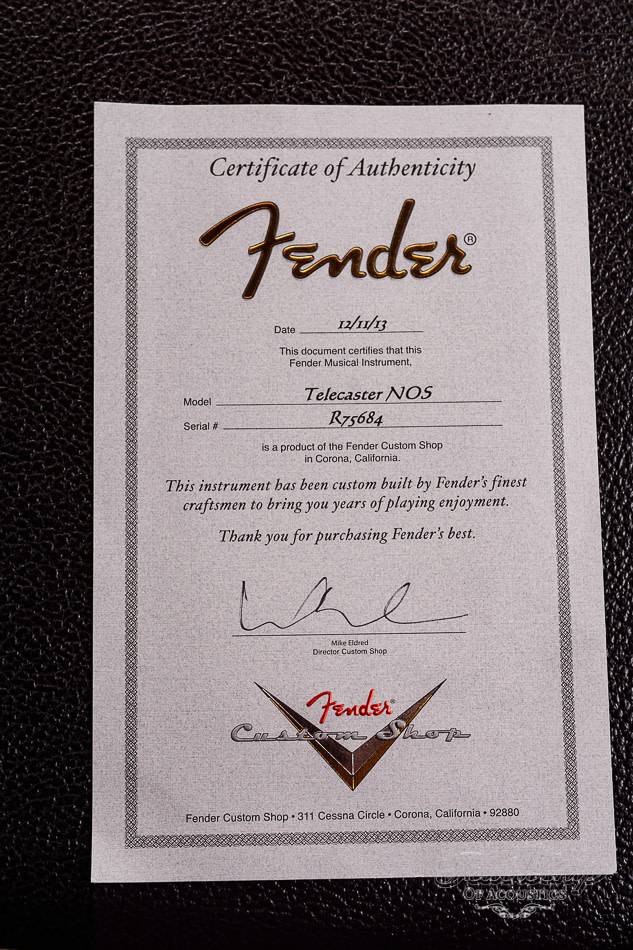 Certificate of Authenticity
Fender®
Date 12/11/13
This document certifies that this
Fender Musical Instrument,
Model Telecaster NOS
Serial # R75684
is a product of the Fender Custom Shop
in Corona, California.
This instrument has been custom built by Fender's finest
craftsmen to bring you years of playing enjoyment.
Thank you for purchasing Fender's best.
Mike Eldred
Director Custom Shop
Fender®
Custom Shop
Fender Custom Shop • 311 Cessna Circle • Corona, California • 92880
OF ACOUSTICS